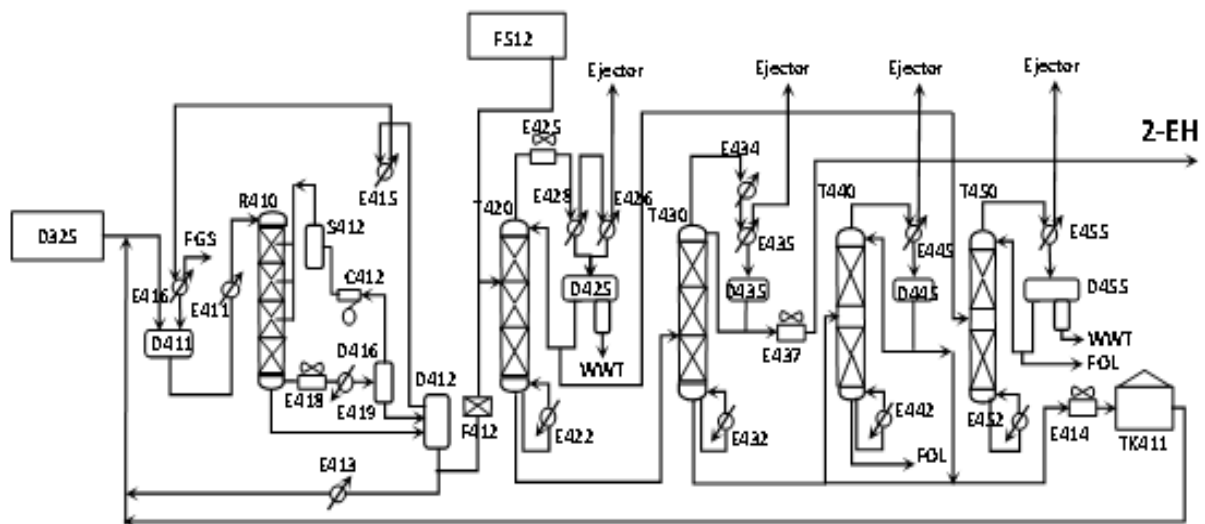 FS12
Ejector
Ejector
Ejector
Ejector
E425
2-EH
E434
E415
R410
S412
T420
E428
E426
T430
T440
T450
D325
FGS
E435
E445
E455
C412
E416
E411
D425
D435
D445
D455
D411
D416
E437
WWT
WWT
D412
FOL
E418
E419
F412
E422
E432
E442
E452
E414
TK411
E413
FOL